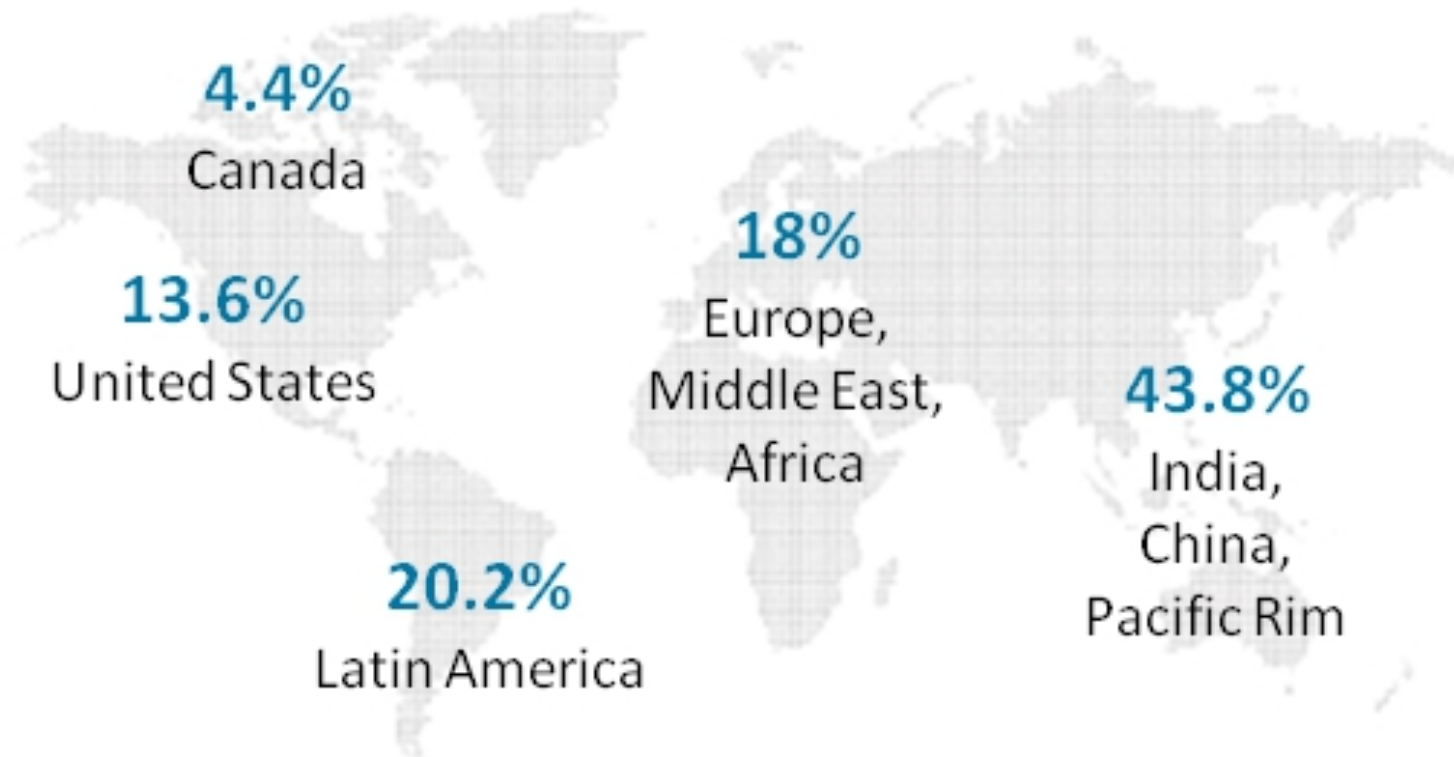 4.4%
Canada
13.6%
United States
20.2%
Latin America
18%
Europe,
Middle East,
Africa
43.8%
India,
China,
Pacific Rim